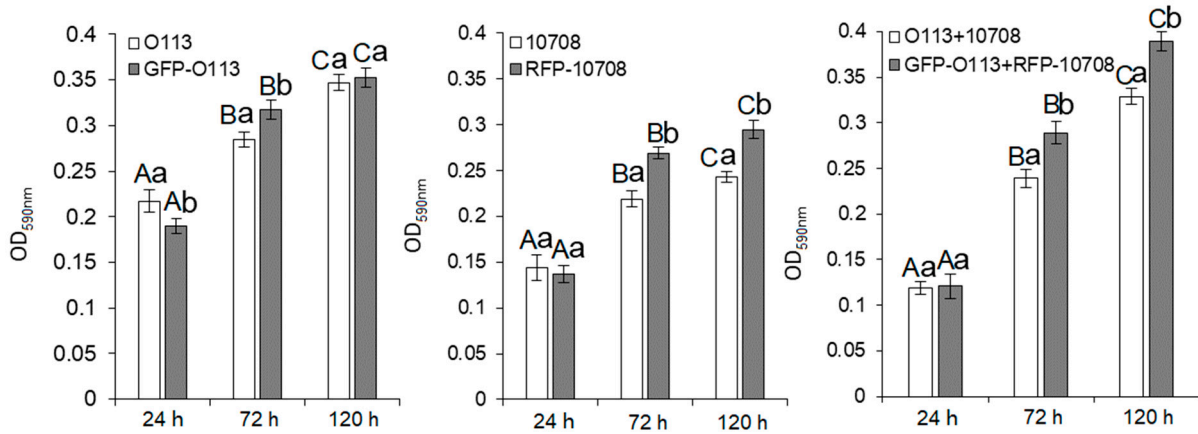 OD590nm
0.4
0.35
0.3
0.25
0.2
0.15
0.1
0.05
0
O113
GFP-O113
Aa
Ab
Ba
Bb
Ca
Ca
24 h
72 h
120 h
OD590nm
0.4
0.35
0.3
0.25
0.2
0.15
0.1
0.05
0
10708
RFP-10708
Aa
Aa
Ba
Bb
Ca
Cb
24 h
72 h
120 h
OD590nm
0.4
0.35
0.3
0.25
0.2
0.15
0.1
0.05
0
O113+10708
GFP-O113+RFP-10708
Aa
Aa
Ba
Bb
Ca
Cb
24 h
72 h
120 h